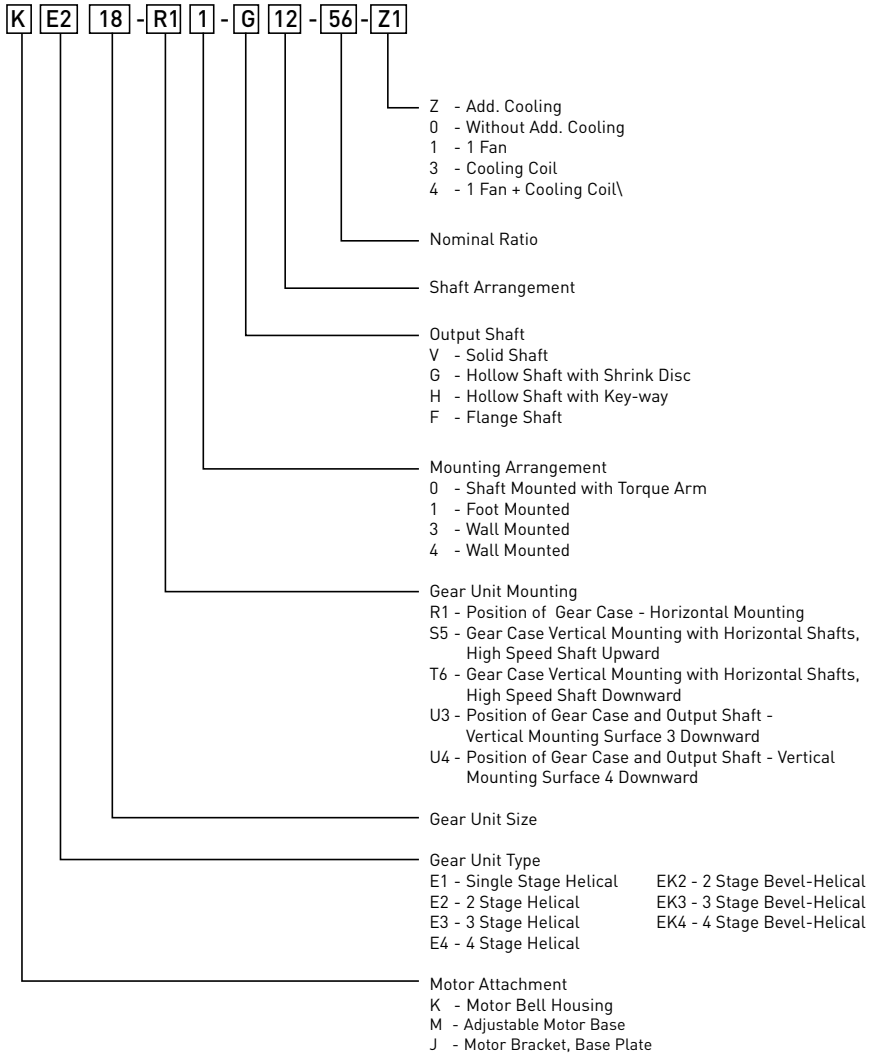 K E2 18 - R1 1 - G 12 - 56 - Z1
Z - Add. Cooling
0 - Without Add. Cooling
1 - 1 Fan
3 - Cooling Coil
4 - 1 Fan + Cooling Coil\
Nominal Ratio
Shaft Arrangement
Output Shaft
V - Solid Shaft
G - Hollow Shaft with Shrink Disc
H - Hollow Shaft with Key-way
F - Flange Shaft
Mounting Arrangement
0 - Shaft Mounted with Torque Arm
1 - Foot Mounted
3 - Wall Mounted
4 - Wall Mounted
Gear Unit Mounting
R1 - Position of Gear Case - Horizontal Mounting
S5 - Gear Case Vertical Mounting with Horizontal Shafts,
High Speed Shaft Upward
T6 - Gear Case Vertical Mounting with Horizontal Shafts,
High Speed Shaft Downward
U3 - Position of Gear Case and Output Shaft -
Vertical Mounting Surface 3 Downward
U4 - Position of Gear Case and Output Shaft - Vertical
Mounting Surface 4 Downward
Gear Unit Size
Gear Unit Type
E1 - Single Stage Helical EK2 - 2 Stage Bevel-Helical
E2 - 2 Stage Helical EK3 - 3 Stage Bevel-Helical
E3 - 3 Stage Helical EK4 - 4 Stage Bevel-Helical
E4 - 4 Stage Helical
Motor Attachment
K - Motor Bell Housing
M - Adjustable Motor Base
J - Motor Bracket, Base Plate